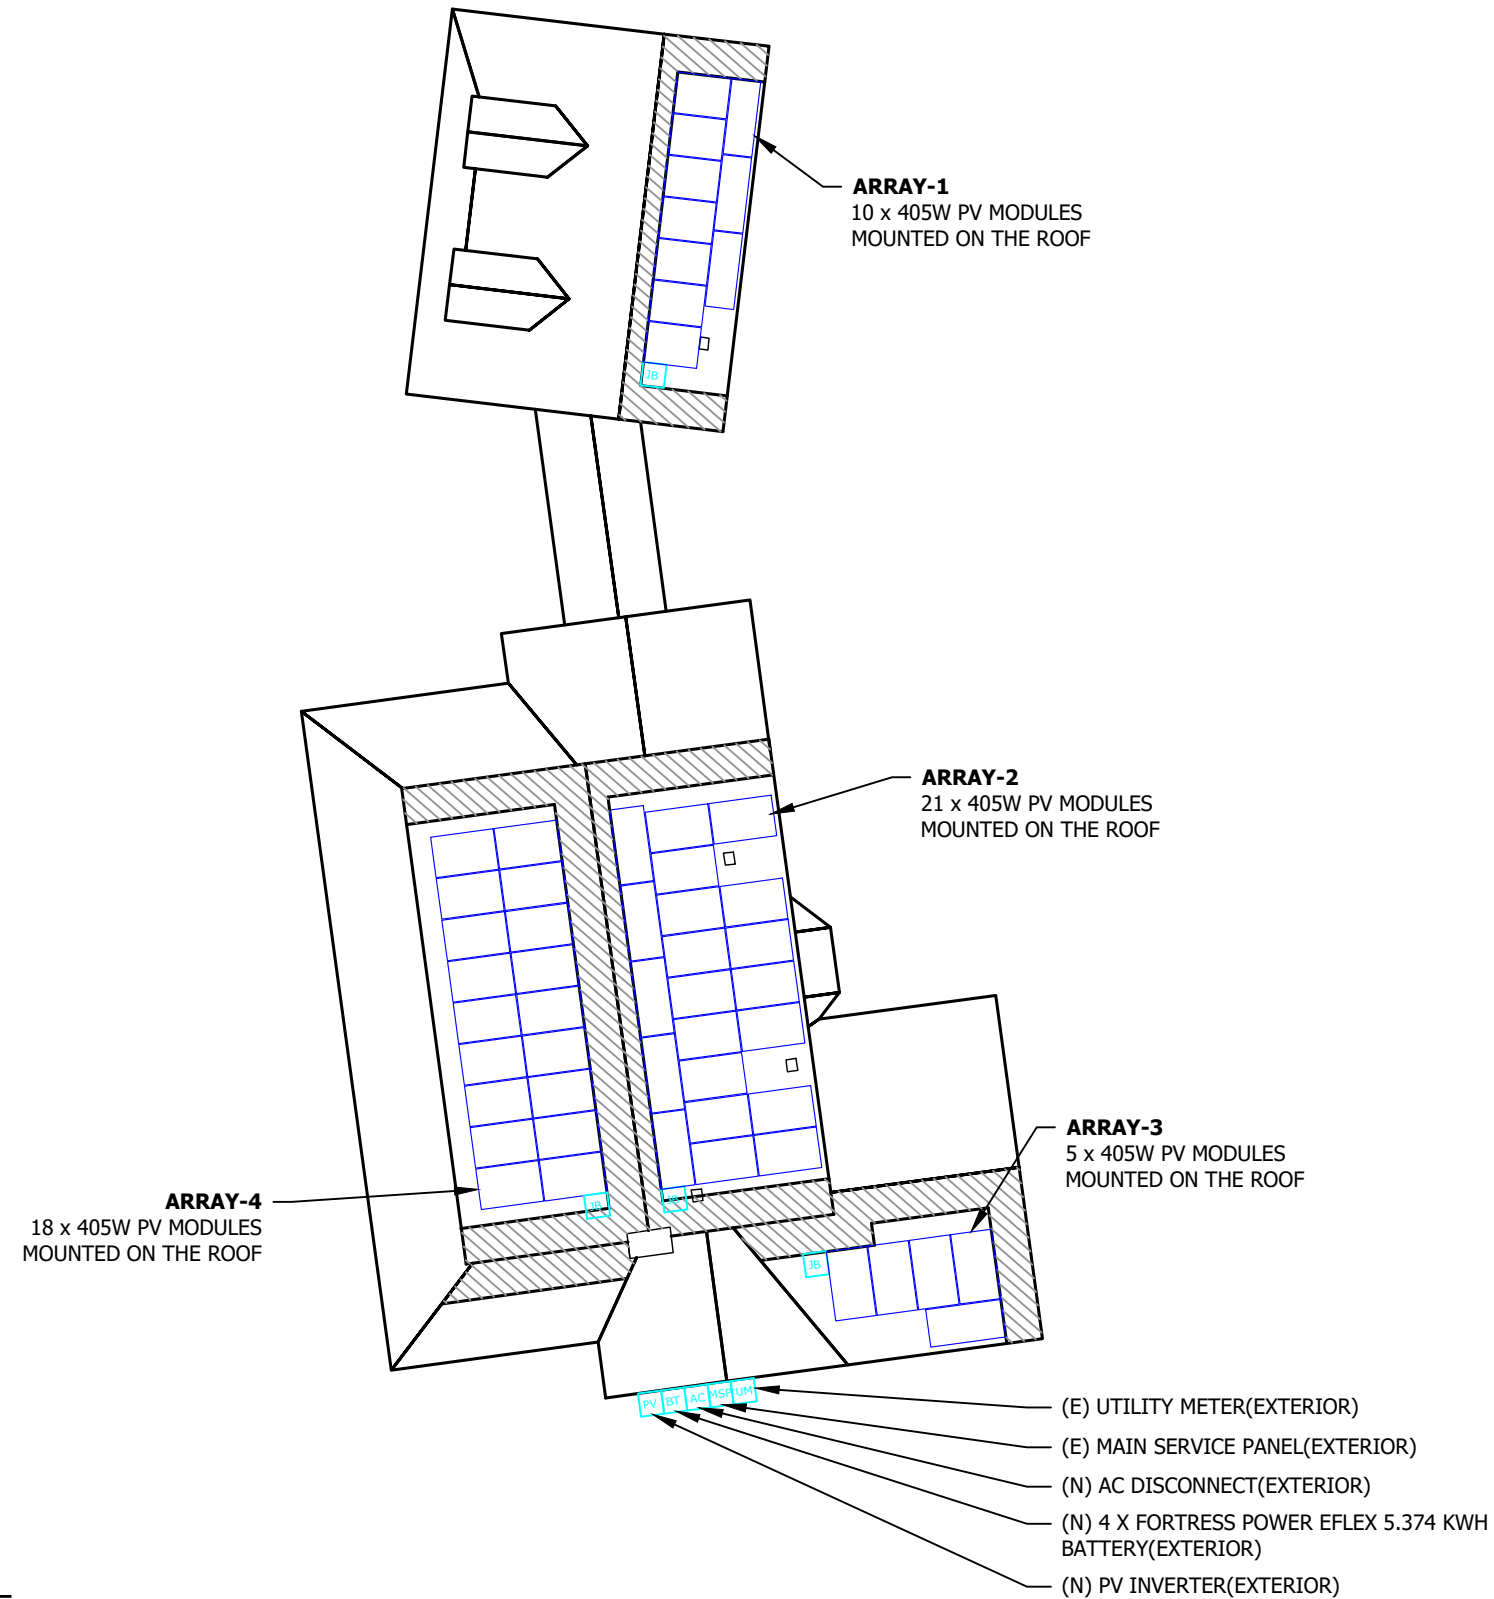 ARRAY-1
10 x 405W PV MODULES
MOUNTED ON THE ROOF
JB
ARRAY-2
21 x 405W PV MODULES
MOUNTED ON THE ROOF
ARRAY-3
5 x 405W PV MODULES
MOUNTED ON THE ROOF
ARRAY-4
18 x 405W PV MODULES
MOUNTED ON THE ROOF
JB
JB
JB
PV
BT
AC
MSP
UM
(E) UTILITY METER(EXTERIOR)
(E) MAIN SERVICE PANEL(EXTERIOR)
(N) AC DISCONNECT(EXTERIOR)
(N) 4 X FORTRESS POWER EFLEX 5.374 KWH
BATTERY(EXTERIOR)
(N) PV INVERTER(EXTERIOR)